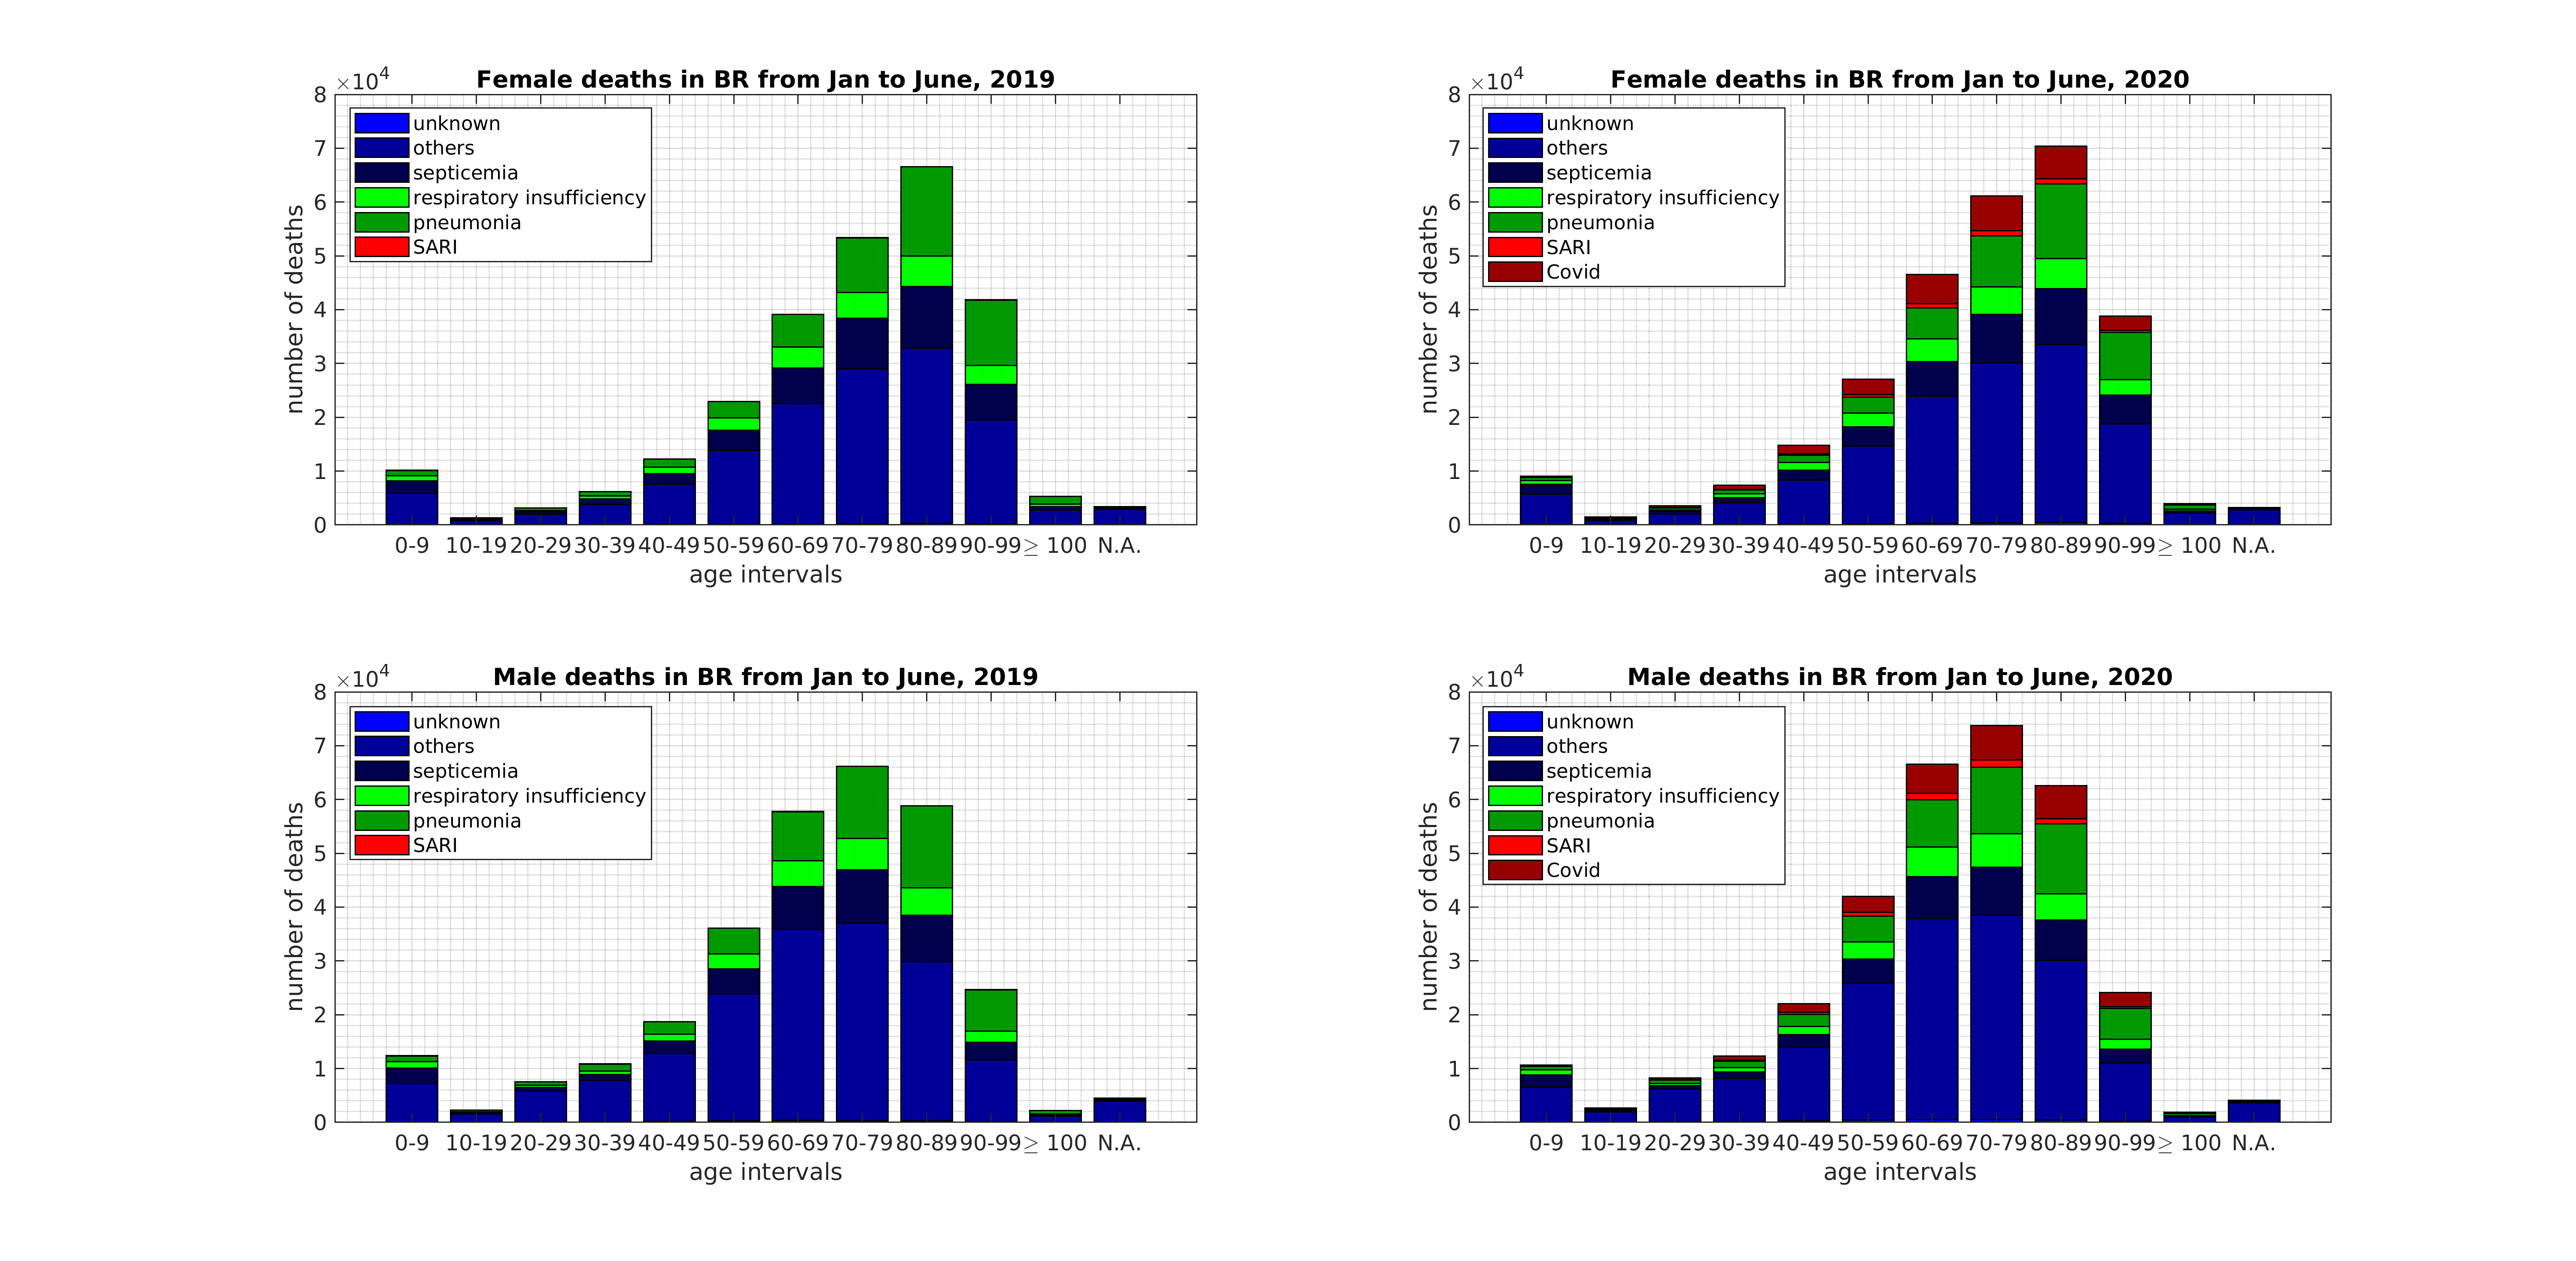 Female deaths in BR from Jan to June, 2019
×10⁴
8
7
6
5
4
3
2
1
0
number of deaths
unknown
others
septicemia
respiratory insufficiency
pneumonia
SARI
0-9 10-19 20-29 30-39 40-49 50-59 60-69 70-79 80-89 90-99 ≥ 100 N.A.
age intervals
Female deaths in BR from Jan to June, 2020
×10⁴
8
7
6
5
4
3
2
1
0
number of deaths
unknown
others
septicemia
respiratory insufficiency
pneumonia
SARI
Covid
0-9 10-19 20-29 30-39 40-49 50-59 60-69 70-79 80-89 90-99 ≥ 100 N.A.
age intervals
Male deaths in BR from Jan to June, 2019
×10⁴
8
7
6
5
4
3
2
1
0
number of deaths
unknown
others
septicemia
respiratory insufficiency
pneumonia
SARI
0-9 10-19 20-29 30-39 40-49 50-59 60-69 70-79 80-89 90-99 ≥ 100 N.A.
age intervals
Male deaths in BR from Jan to June, 2020
×10⁴
8
7
6
5
4
3
2
1
0
number of deaths
unknown
others
septicemia
respiratory insufficiency
pneumonia
SARI
Covid
0-9 10-19 20-29 30-39 40-49 50-59 60-69 70-79 80-89 90-99 ≥ 100 N.A.
age intervals